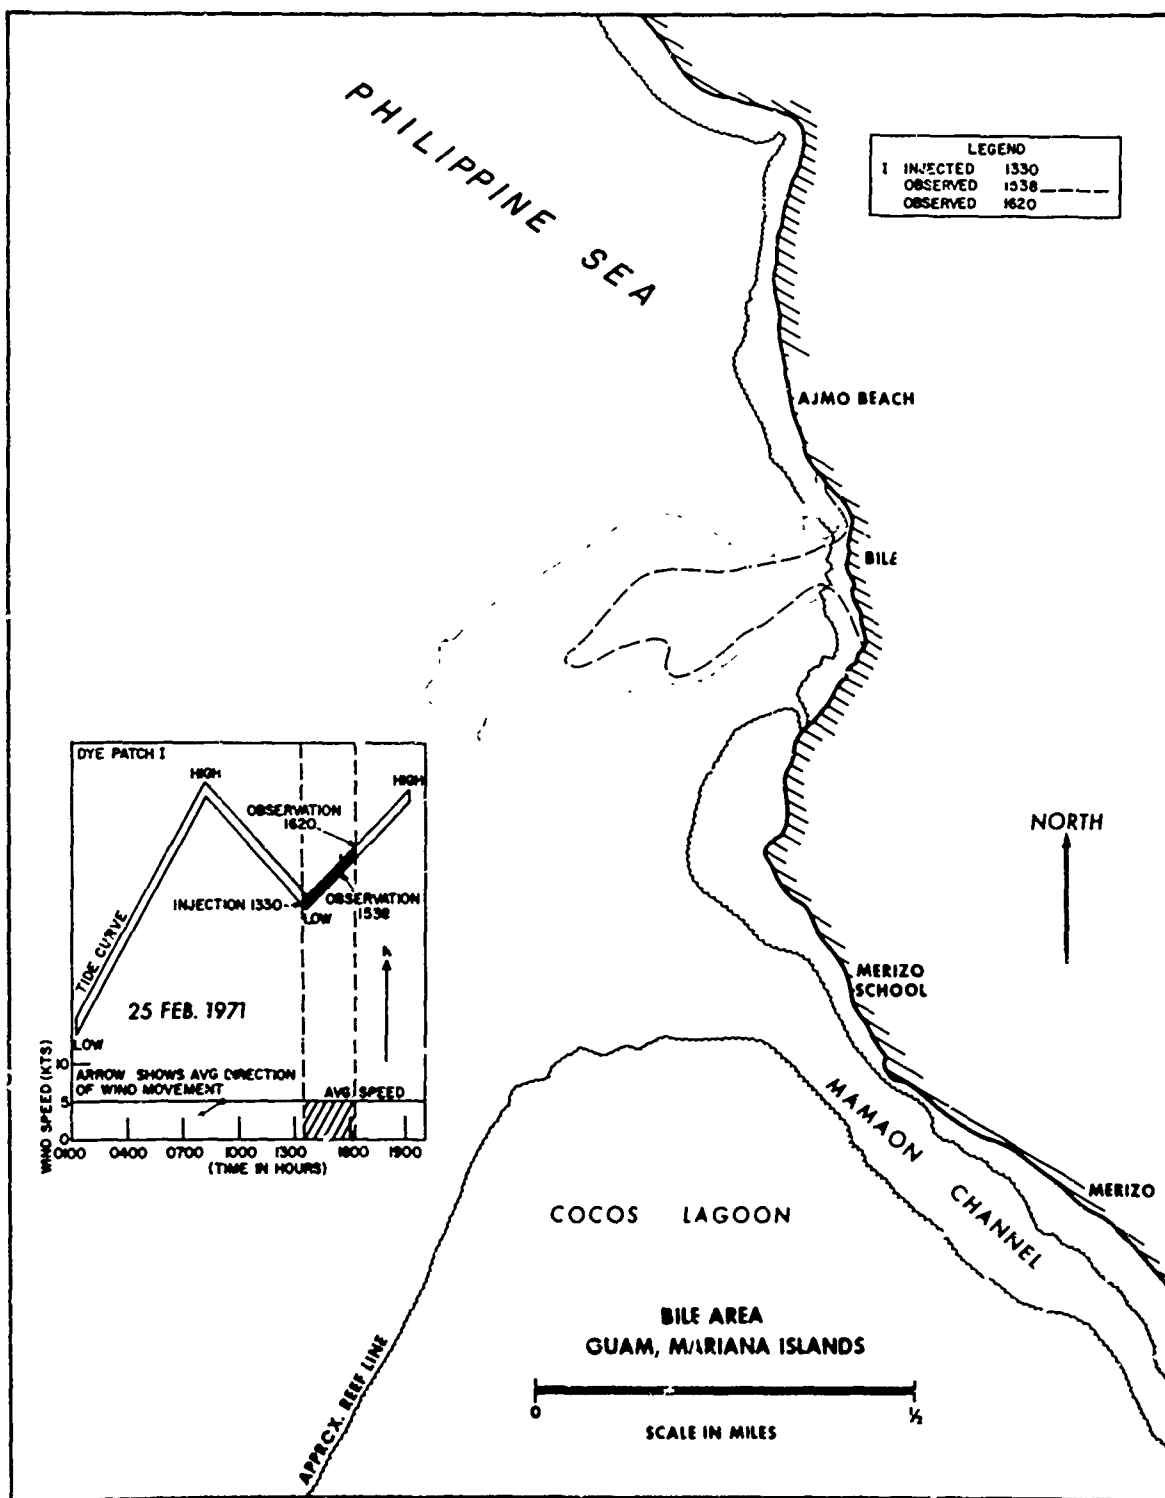 PHILIPPINE SEA
LEGEND
I INJECTED 1330
OBSERVED 1538
OBSERVED 1620
AJMO BEACH
BILE
DYE PATCH I
HIGH
HIGH
OBSERVATION
1620
INJECTION 1330
OBSERVATION
1538
LOW
TIDE CURVE
25 FEB. 1971
LOW
ARROW SHOWS AVG DIRECTION
OF WIND MOVEMENT
AVG SPEED
WIND SPEED (KTS)
10
5
0
0100 0400 0700 1000 1300 1600 1900
(TIME IN HOURS)
NORTH
MERIZO
SCHOOL
MAMAON CHANNEL
MERIZO
COCOS LAGOON
BILE AREA
GUAM, MARIANA ISLANDS
0 1/2
SCALE IN MILES
APPROX. REEF LINE